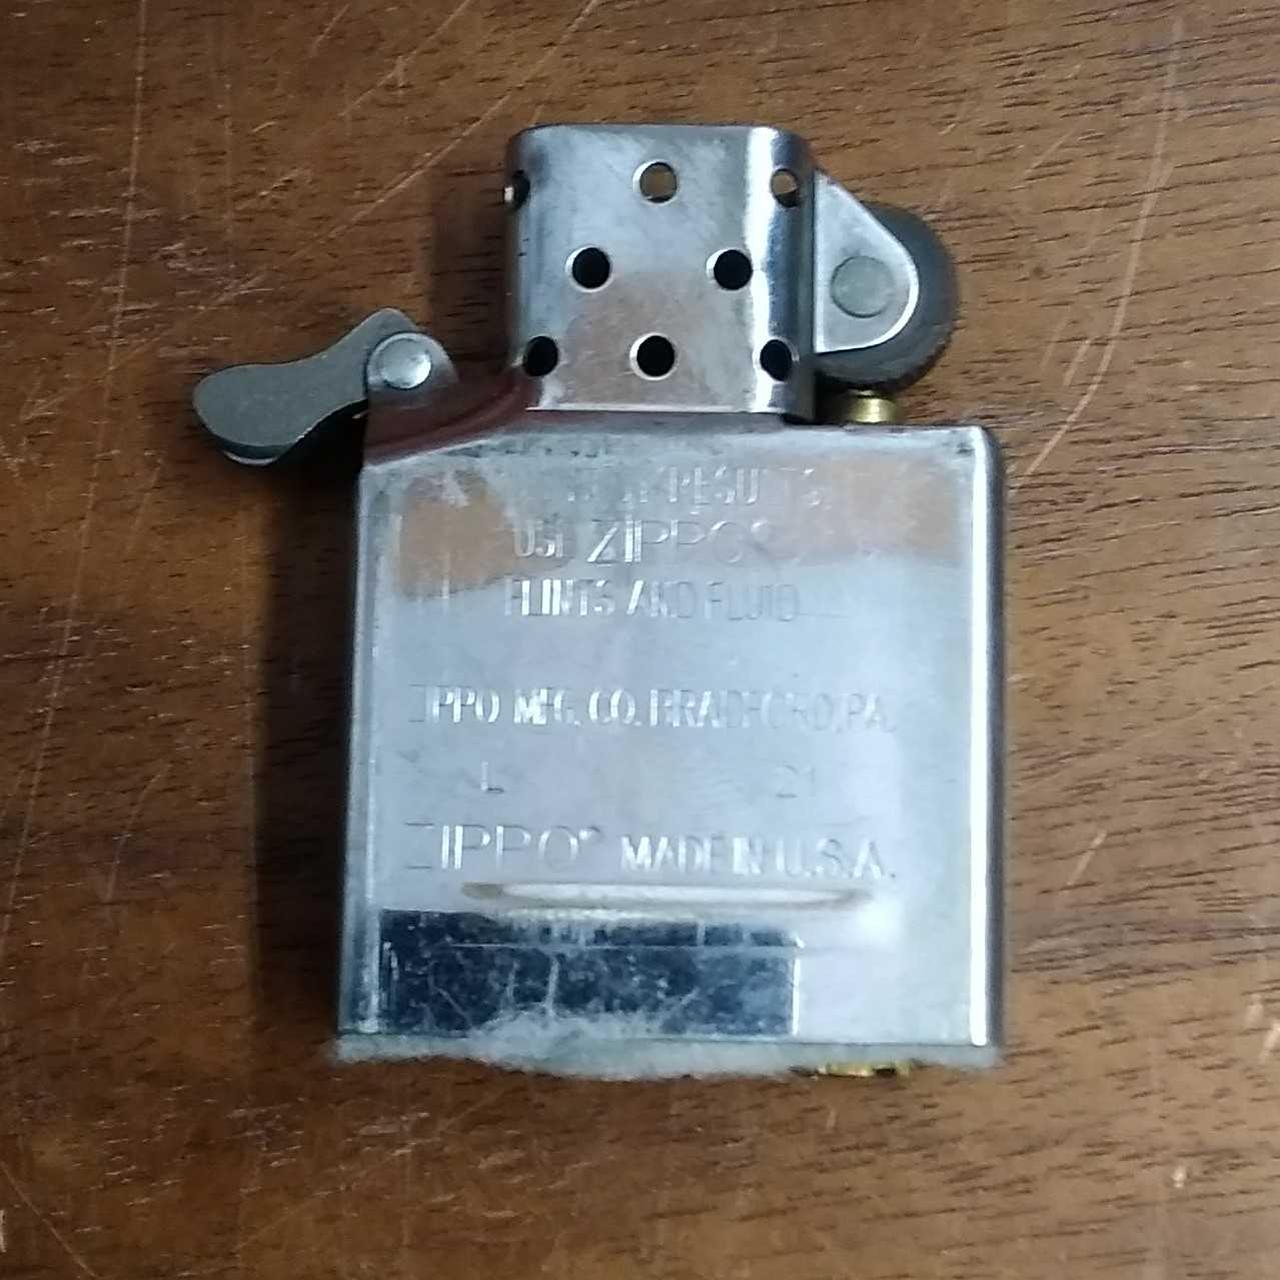 RESULTS
USE ZIPPO®
FLINTS AND FLUID
ZIPPO MFG. CO. BRADFORD, PA.
L 21
ZIPPO® MADE IN U.S.A.